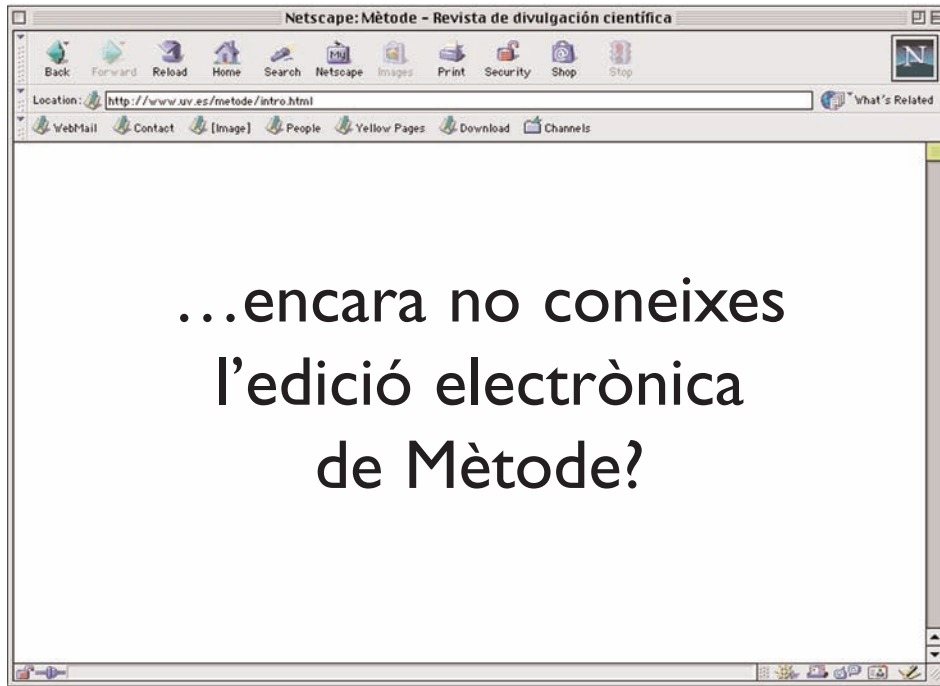 Netscape: Mètode - Revista de divulgación científica
Back Forward Reload Home Search Netscape Images Print Security Shop Stop
Location: http://www.uv.es/metode/intro.html What's Related
WebMail Contact [Image] People Yellow Pages Download Channels
…encara no coneixes
l'edició electrònica
de Mètode?